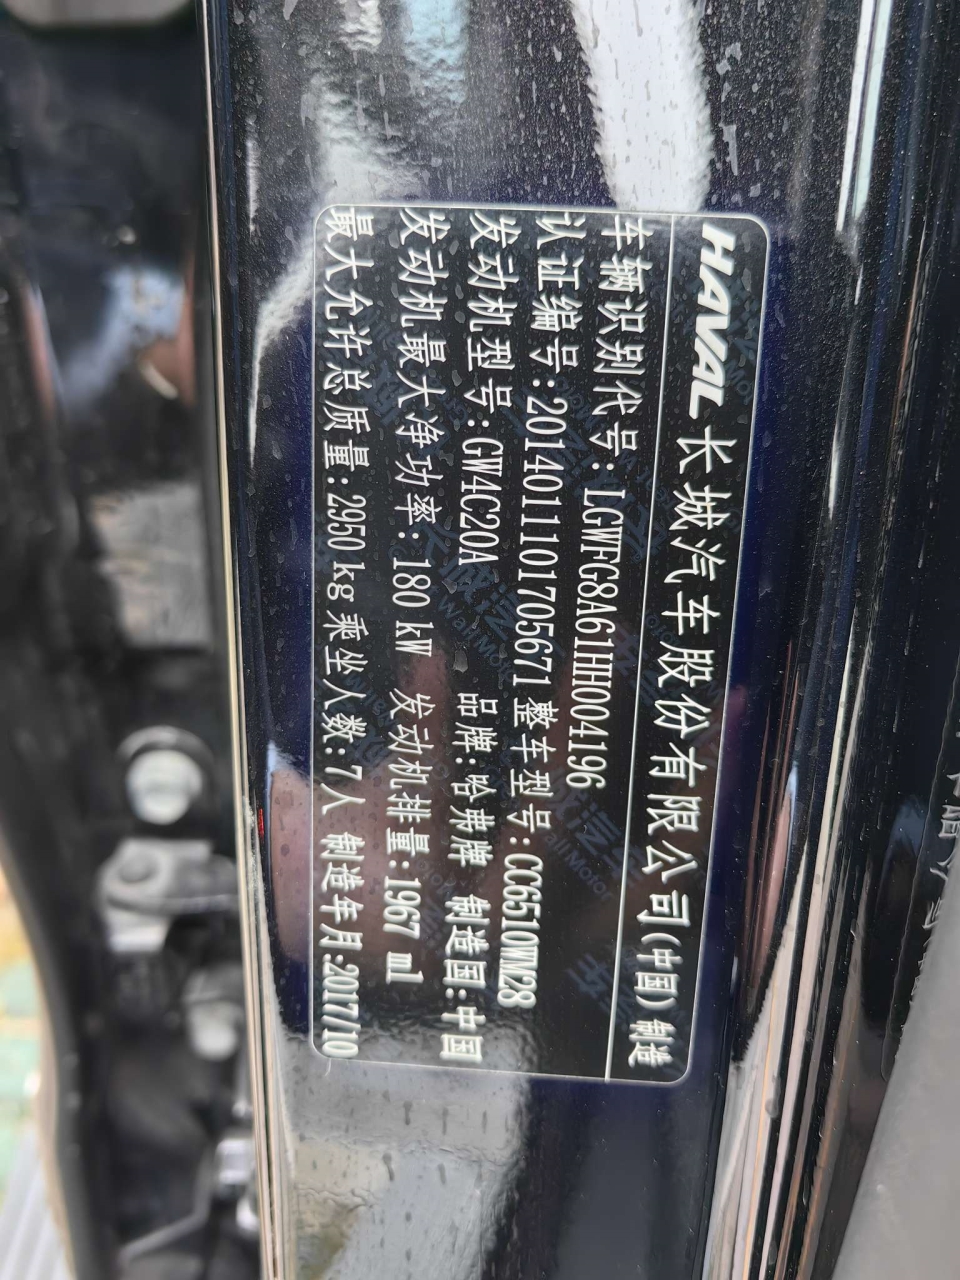 HAVAL 长城汽车股份有限公司(中国)制造
车辆识别代号:LGWFG8A61HH004196
认证编号:2014011101705671 整车型号:CC6510WM28
发动机型号:GW4C20A 品牌:哈弗牌 制造国:中国
发动机最大净功率:180 kW 发动机排量:1967 ml
最大允许总质量:2950 kg 乘坐人数:7人 制造年月:2017/10